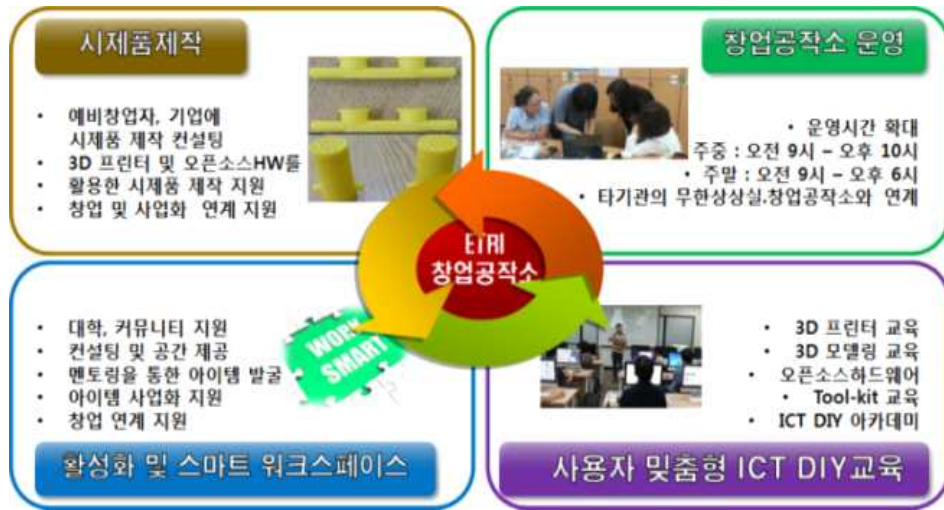 시제품제작
• 예비창업자, 기업에
시제품 제작 컨설팅
• 3D 프린터 및 오픈소스HW를
• 활용한 시제품 제작 지원
• 창업 및 사업화 연계 지원
창업공작소 운영
• 운영시간 확대
• 주중 : 오전 9시 – 오후 10시
• 주말 : 오전 9시 – 오후 6시
• 타기관의 무한상상실.창업공작소와 연계
ETRI
창업공작소
• 대학, 커뮤니티 지원
• 컨설팅 및 공간 제공
• 멘토링을 통한 아이템 발굴
• 아이템 사업화 지원
• 창업 연계 지원
WORK
SMART
활성화 및 스마트 워크스페이스
• 3D 프린터 교육
• 3D 모델링 교육
• 오픈소스하드웨어
• Tool-kit 교육
• ICT DIY 아카데미
사용자 맞춤형 ICT DIY교육